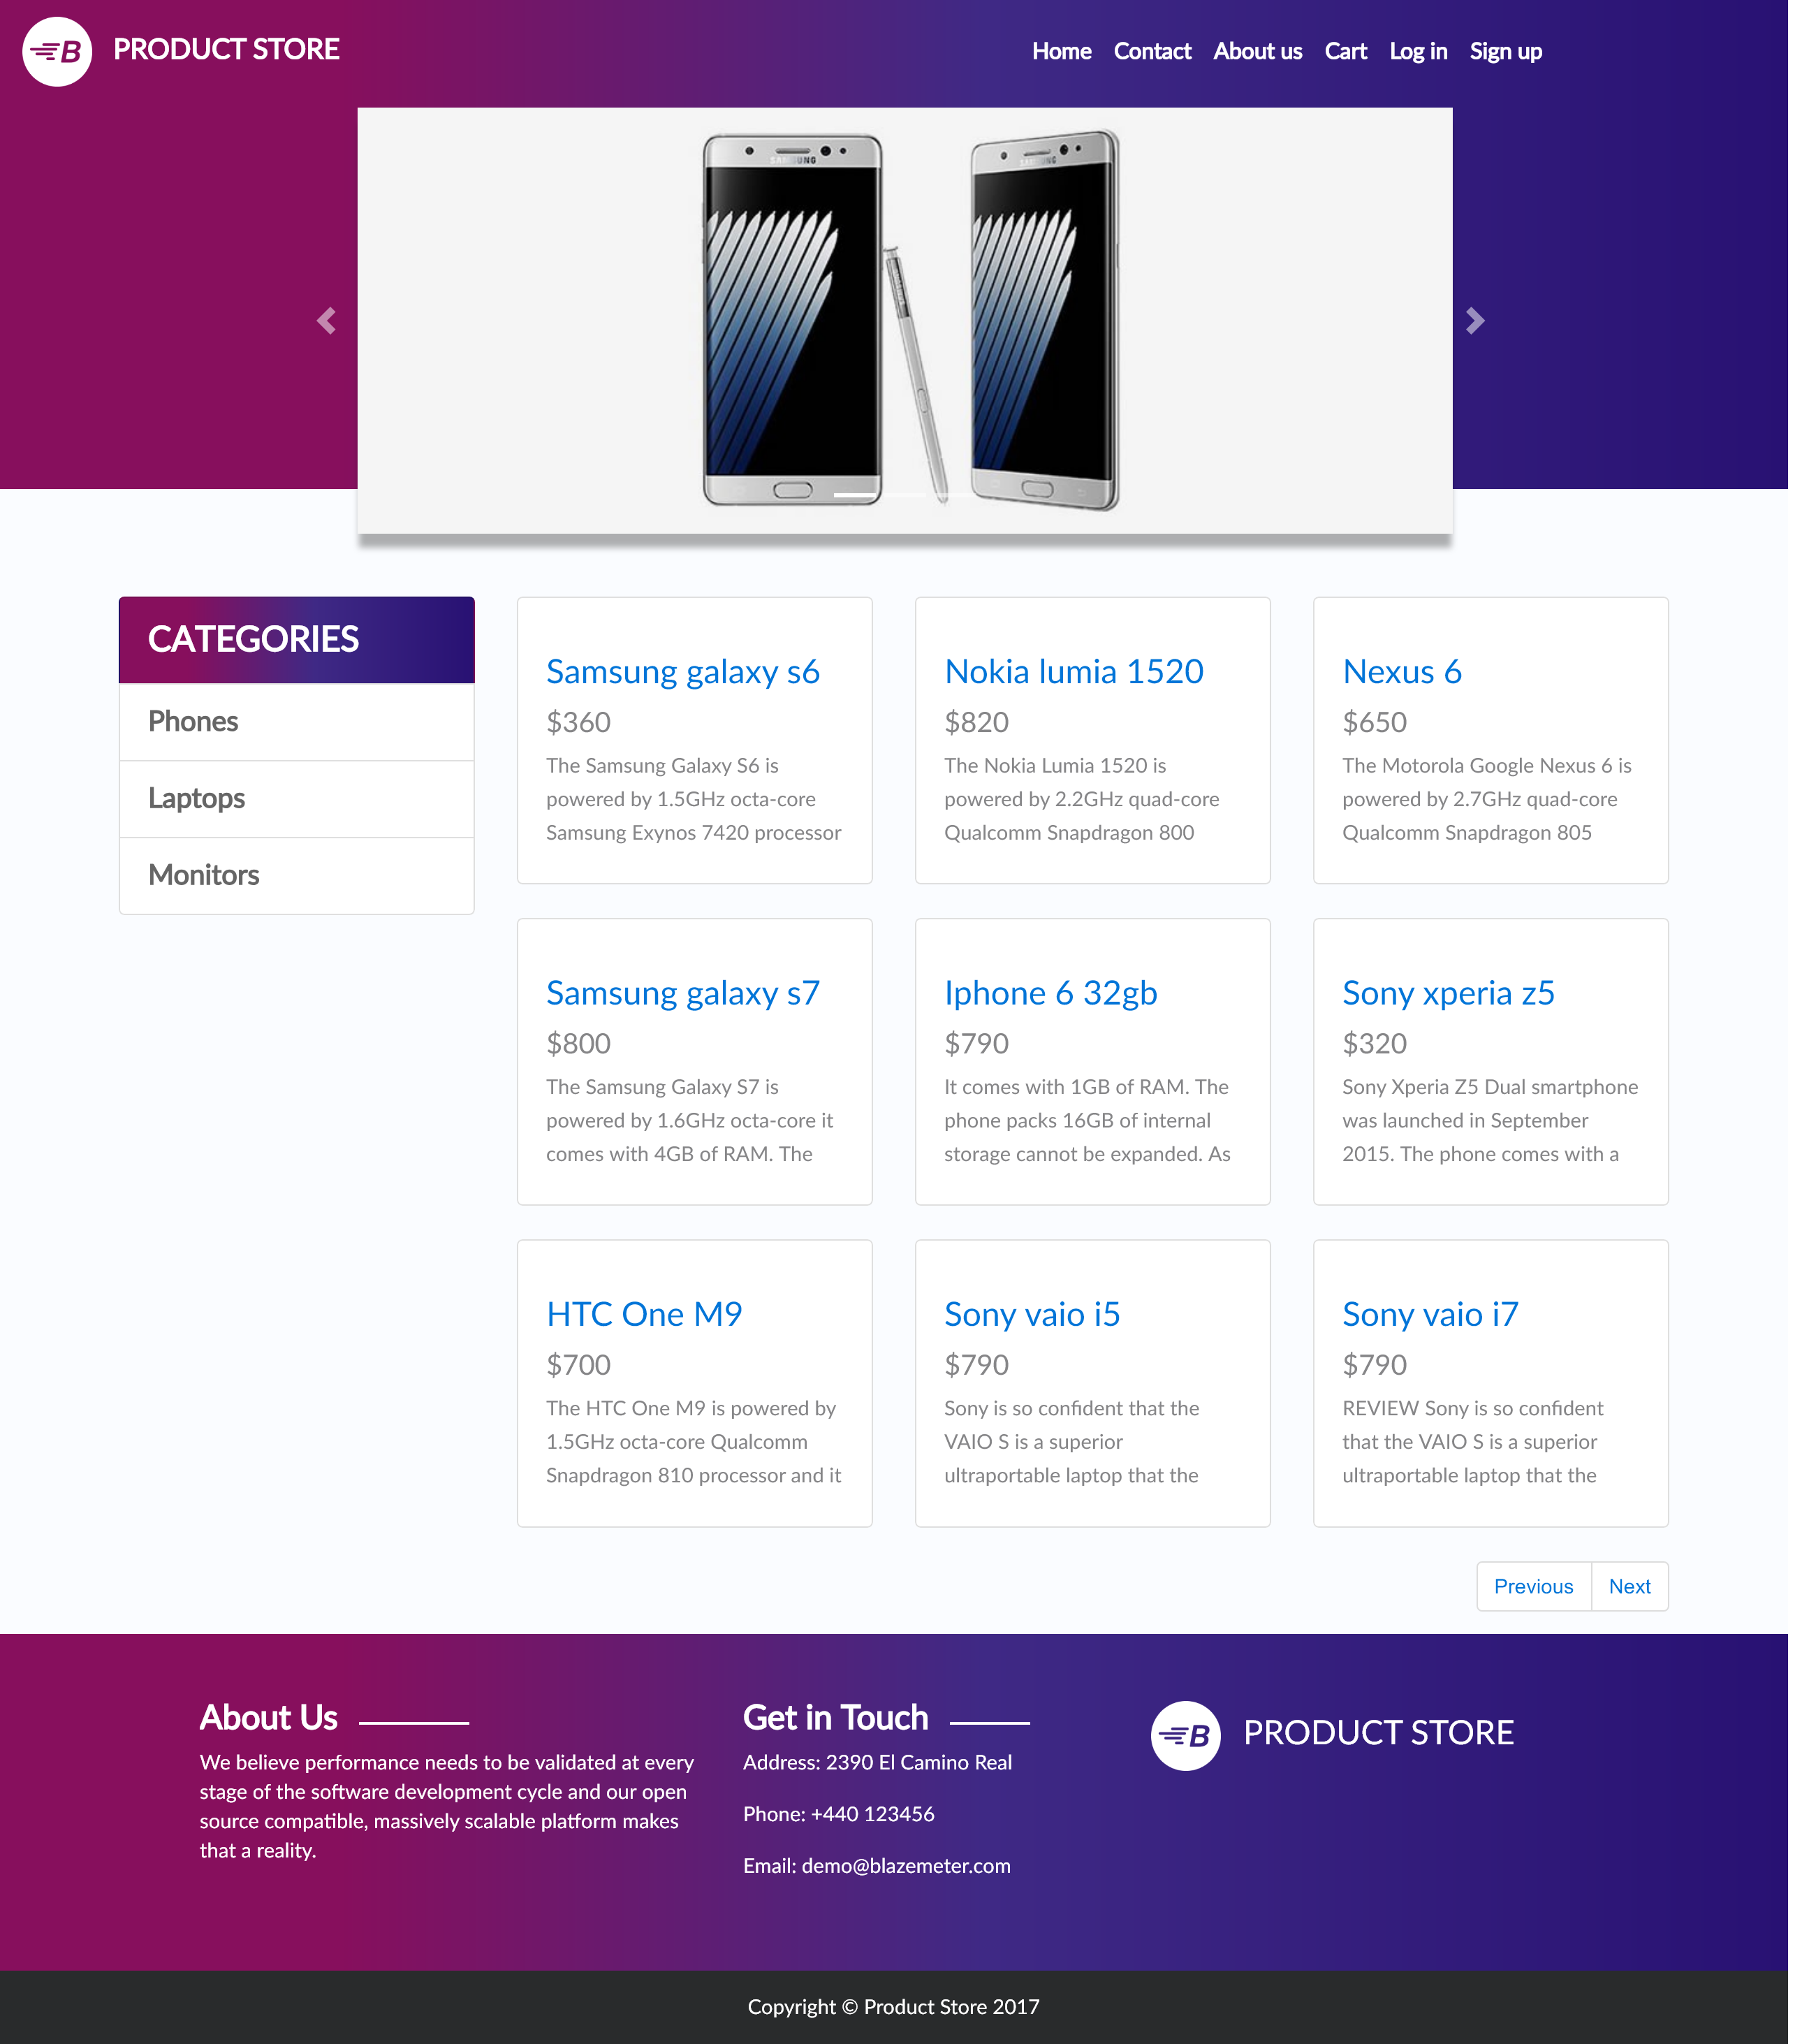 B PRODUCT STORE
Home Contact About us Cart Log in Sign up
SAMSUNG SAMSUNG
CATEGORIES
Phones
Laptops
Monitors
Samsung galaxy s6
$360
The Samsung Galaxy S6 is
powered by 1.5GHz octa-core
Samsung Exynos 7420 processor
Nokia lumia 1520
$820
The Nokia Lumia 1520 is
powered by 2.2GHz quad-core
Qualcomm Snapdragon 800
Nexus 6
$650
The Motorola Google Nexus 6 is
powered by 2.7GHz quad-core
Qualcomm Snapdragon 805
Samsung galaxy s7
$800
The Samsung Galaxy S7 is
powered by 1.6GHz octa-core it
comes with 4GB of RAM. The
Iphone 6 32gb
$790
It comes with 1GB of RAM. The
phone packs 16GB of internal
storage cannot be expanded. As
Sony xperia z5
$320
Sony Xperia Z5 Dual smartphone
was launched in September
2015. The phone comes with a
HTC One M9
$700
The HTC One M9 is powered by
1.5GHz octa-core Qualcomm
Snapdragon 810 processor and it
Sony vaio i5
$790
Sony is so confident that the
VAIO S is a superior
ultraportable laptop that the
Sony vaio i7
$790
REVIEW Sony is so confident
that the VAIO S is a superior
ultraportable laptop that the
Previous Next
About Us
We believe performance needs to be validated at every
stage of the software development cycle and our open
source compatible, massively scalable platform makes
that a reality.
Get in Touch
Address: 2390 El Camino Real
Phone: +440 123456
Email: demo@blazemeter.com
B PRODUCT STORE
Copyright © Product Store 2017